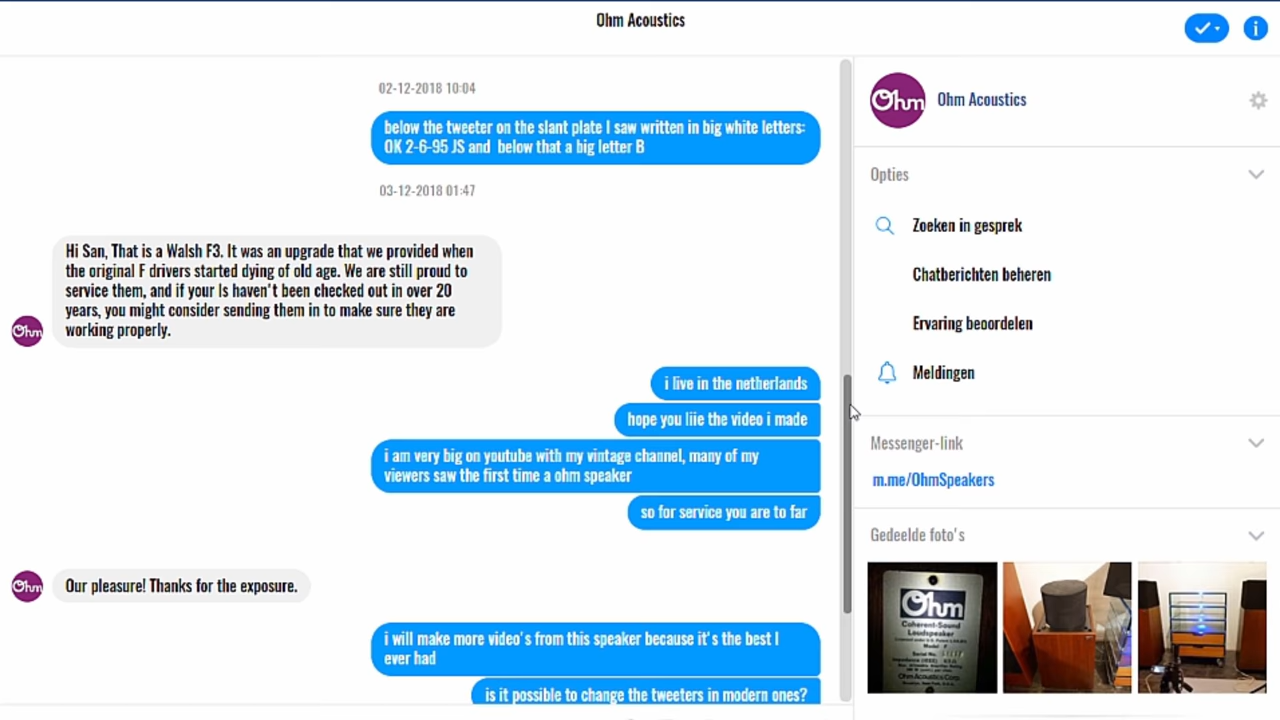 Ohm Acoustics
02-12-2018 10:04
below the tweeter on the slant plate I saw written in big white letters:
OK 2-6-95 JS and below that a big letter B
03-12-2018 01:47
Hi San, That is a Walsh F3. It was an upgrade that we provided when
the original F drivers started dying of old age. We are still proud to
service them, and if your Is haven't been checked out in over 20
years, you might consider sending them in to make sure they are
working properly.
Ohm
i live in the netherlands
hope you liie the video i made
i am very big on youtube with my vintage channel, many of my
viewers saw the first time a ohm speaker
so for service you are to far
Ohm
Our pleasure! Thanks for the exposure.
i will make more video's from this speaker because it's the best I
ever had
is it possible to change the tweeters in modern ones?
Ohm
Ohm Acoustics
Opties
Zoeken in gesprek
Chatberichten beheren
Ervaring beoordelen
Meldingen
Messenger-link
m.me/OhmSpeakers
Gedeelde foto's
Ohm
Coherent-Sound
Loudspeaker
Model F
Serial No.
Ohm Acoustics Corp.